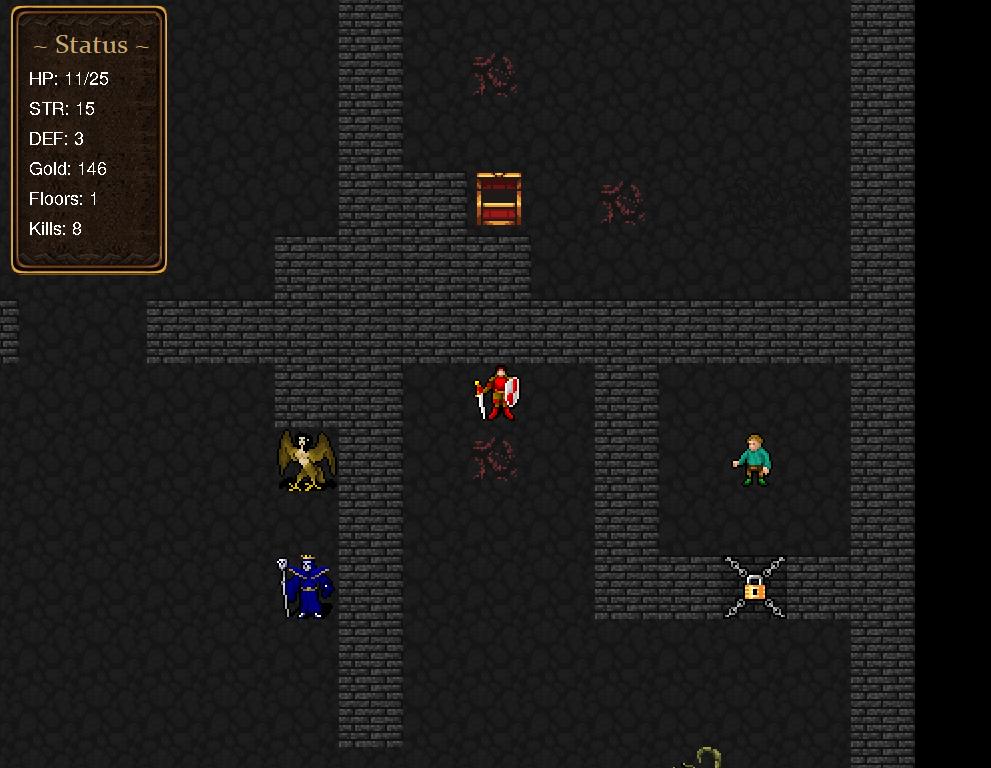 ~ Status ~
HP: 11/25
STR: 15
DEF: 3
Gold: 146
Floors: 1
Kills: 8